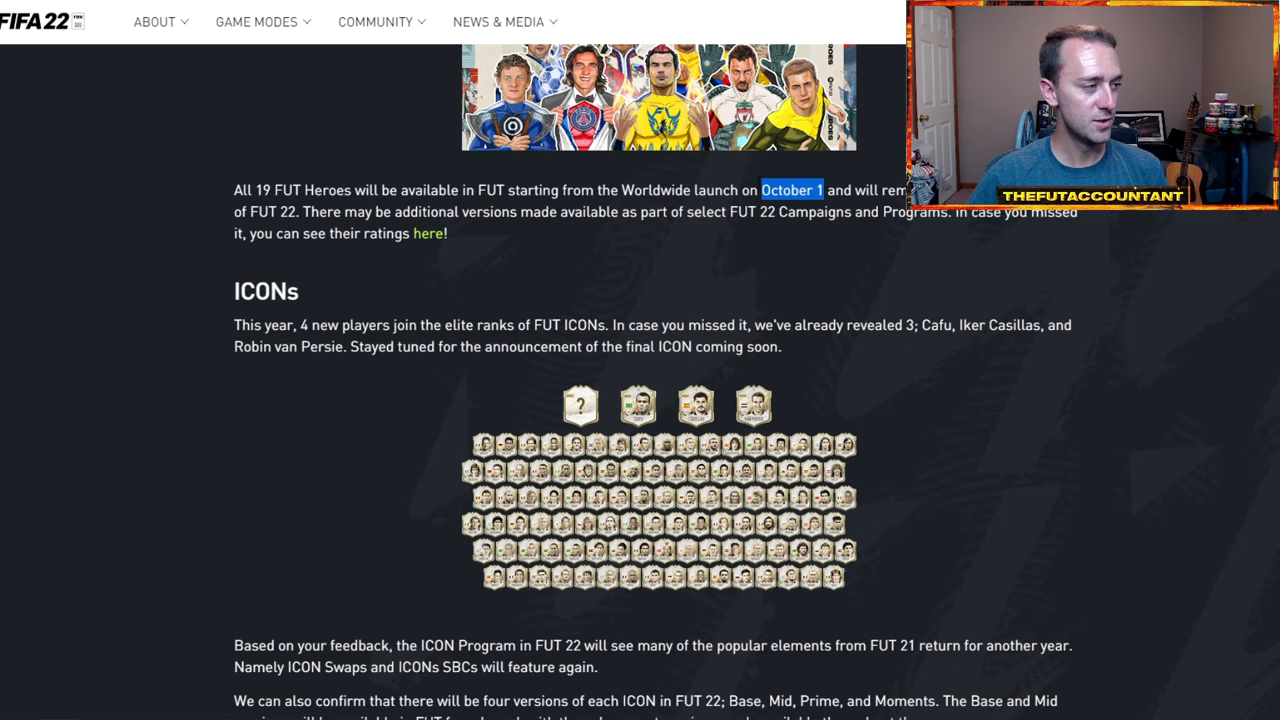 FIFA 22
ABOUT
GAME MODES
COMMUNITY
NEWS & MEDIA
THEFUTACCOUNTANT
All 19 FUT Heroes will be available in FUT starting from the Worldwide launch on October 1 and will rem
of FUT 22. There may be additional versions made available as part of select FUT 22 Campaigns and Programs. In case you missed
it, you can see their ratings here!
ICONs
This year, 4 new players join the elite ranks of FUT ICONs. In case you missed it, we've already revealed 3; Cafu, Iker Casillas, and
Robin van Persie. Stayed tuned for the announcement of the final ICON coming soon.
?
Based on your feedback, the ICON Program in FUT 22 will see many of the popular elements from FUT 21 return for another year.
Namely ICON Swaps and ICONs SBCs will feature again.
We can also confirm that there will be four versions of each ICON in FUT 22; Base, Mid, Prime, and Moments. The Base and Mid